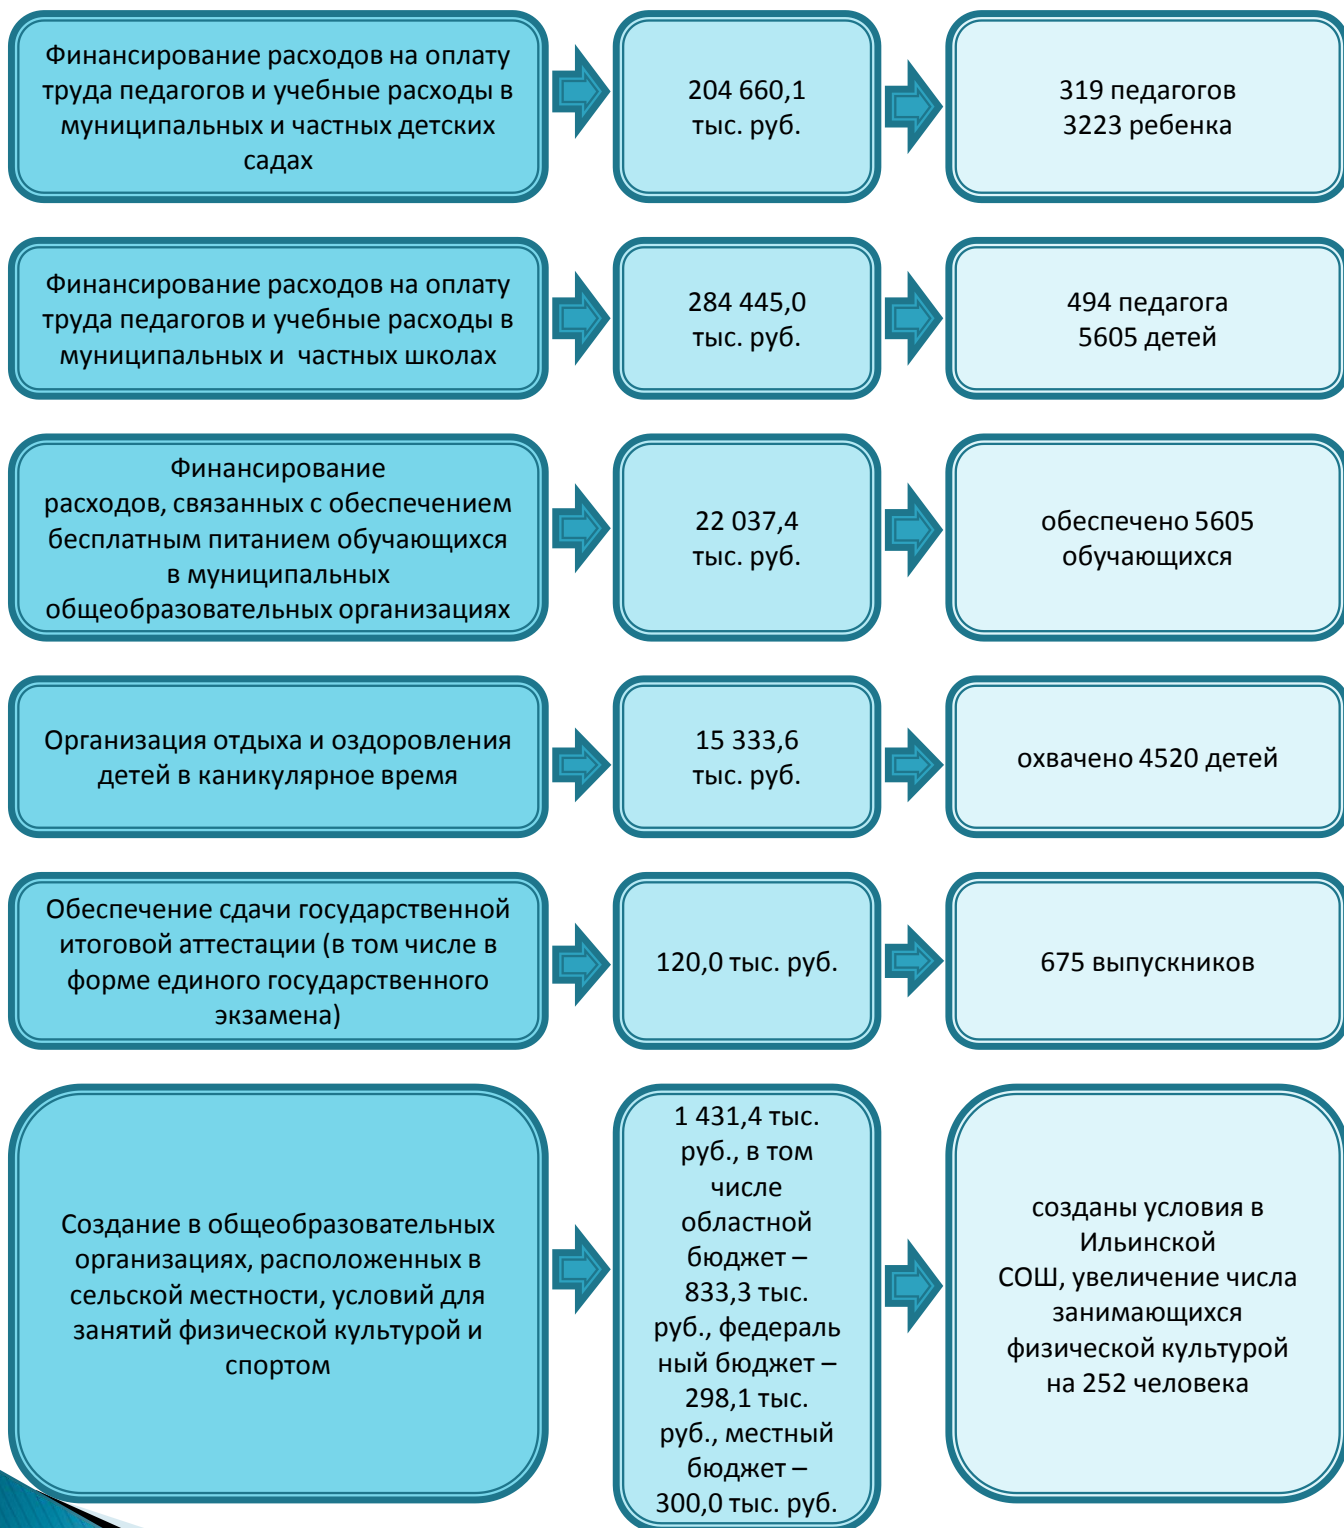 Финансирование расходов на оплату
труда педагогов и учебные расходы в
муниципальных и частных детских
садах
204 660,1
тыс. руб.
319 педагогов
3223 ребенка
Финансирование расходов на оплату
труда педагогов и учебные расходы в
муниципальных и частных школах
284 445,0
тыс. руб.
494 педагога
5605 детей
Финансирование
расходов, связанных с обеспечением
бесплатным питанием обучающихся
в муниципальных
общеобразовательных организациях
22 037,4
тыс. руб.
обеспечено 5605
обучающихся
Организация отдыха и оздоровления
детей в каникулярное время
15 333,6
тыс. руб.
охвачено 4520 детей
Обеспечение сдачи государственной
итоговой аттестации (в том числе в
форме единого государственного
экзамена)
120,0 тыс. руб.
675 выпускников
Создание в общеобразовательных
организациях, расположенных в
сельской местности, условий для
занятий физической культурой и
спортом
1 431,4 тыс.
руб., в том
числе
областной
бюджет –
833,3 тыс.
руб., федераль
ный бюджет –
298,1 тыс.
руб., местный
бюджет –
300,0 тыс. руб.
созданы условия в
Ильинской
СОШ, увеличение числа
занимающихся
физической культурой
на 252 человека